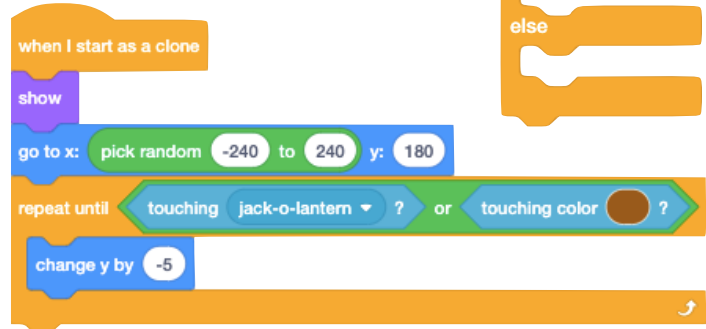 else
when I start as a clone
show
go to x: pick random -240 to 240 y: 180
repeat until touching jack-o-lantern ? or touching color ?
change y by -5